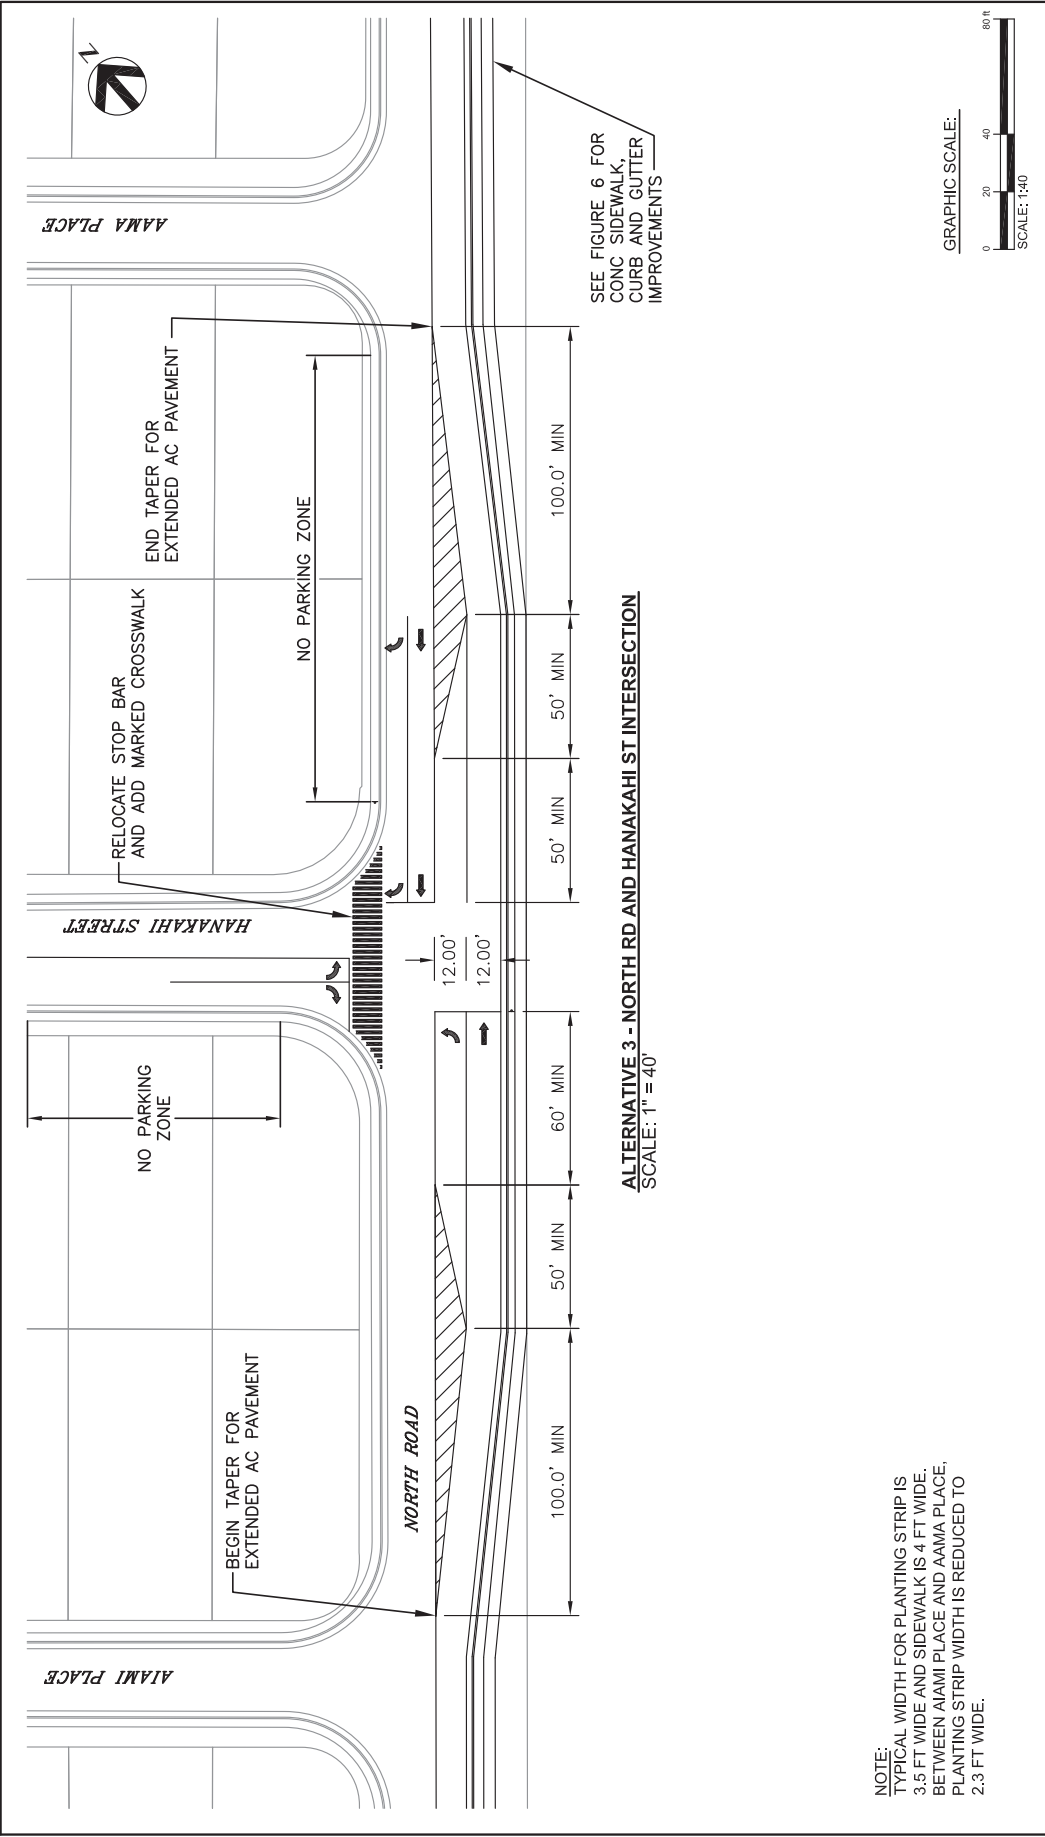 AIAMI PLACE
HANAKAHI STREET
AAMA PLACE
N
NO PARKING
ZONE
RELOCATE STOP BAR
AND ADD MARKED CROSSWALK
END TAPER FOR
EXTENDED AC PAVEMENT
BEGIN TAPER FOR
EXTENDED AC PAVEMENT
NO PARKING ZONE
NORTH ROAD
12.00'
12.00'
100.0' MIN
50' MIN
60' MIN
50' MIN
50' MIN
100.0' MIN
SEE FIGURE 6 FOR
CONC SIDEWALK,
CURB AND GUTTER
IMPROVEMENTS
ALTERNATIVE 3 - NORTH RD AND HANAKAHI ST INTERSECTION
SCALE: 1" = 40'
NOTE:
TYPICAL WIDTH FOR PLANTING STRIP IS
3.5 FT WIDE AND SIDEWALK IS 4 FT WIDE.
BETWEEN AIAMI PLACE AND AAMA PLACE,
PLANTING STRIP WIDTH IS REDUCED TO
2.3 FT WIDE.
GRAPHIC SCALE:
0 20 40 80 ft
SCALE: 1:40